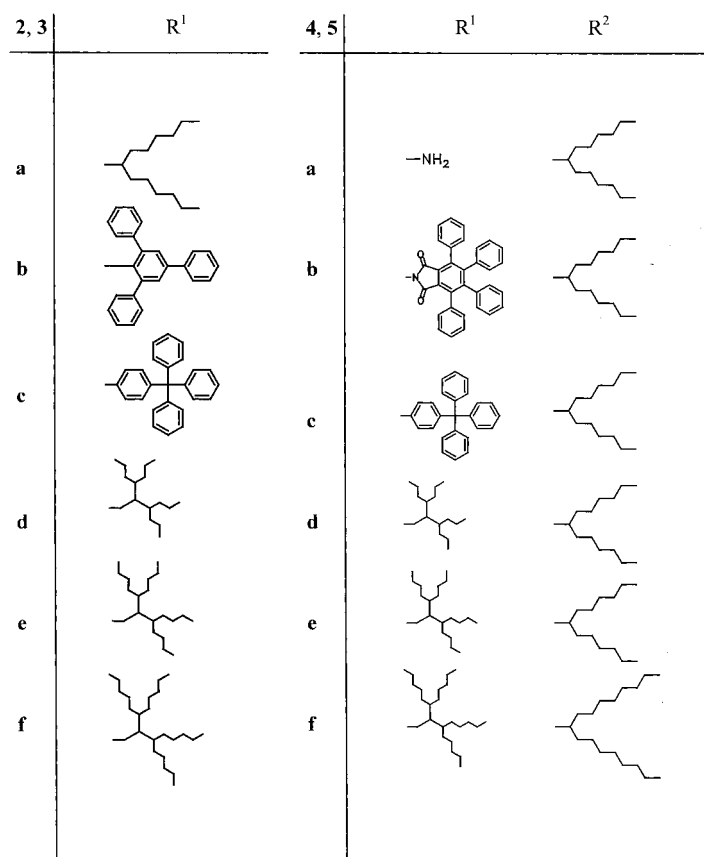 2, 3 R¹ 4, 5 R¹ R²
a a —NH₂
b b O N O
c
c
d d
e e
f f